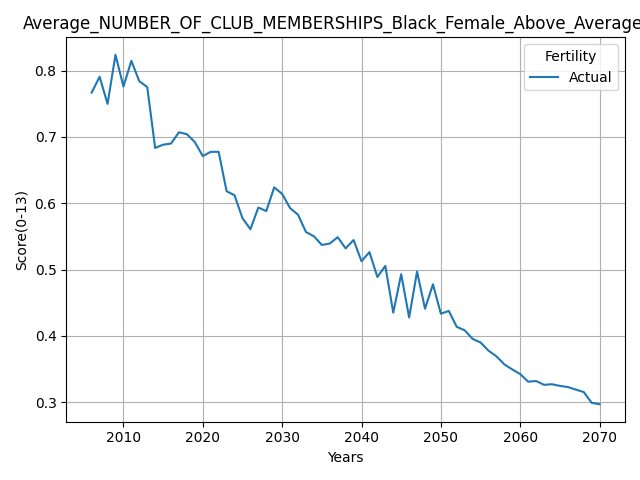 Average_NUMBER_OF_CLUB_MEMBERSHIPS_Black_Female_Above_Average
Fertility
Actual
0.8
0.7
0.6
0.5
0.4
0.3
Score(0-13)
2010 2020 2030 2040 2050 2060 2070
Years